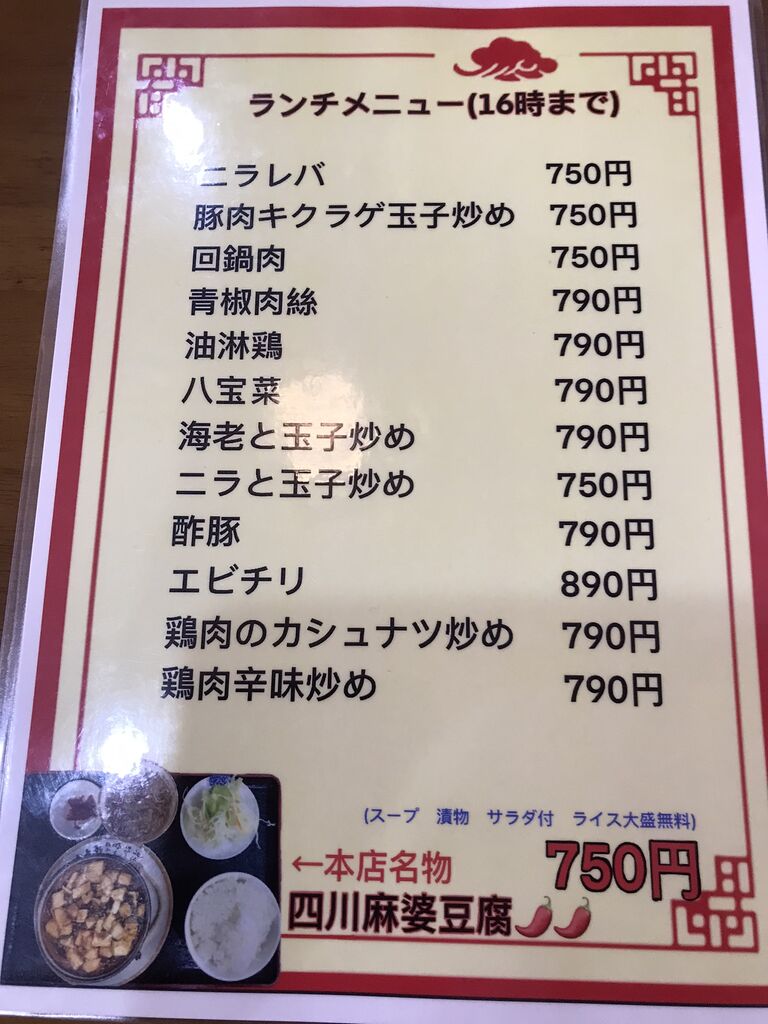 ランチメニュー(16時まで)
ニラレバ 750円
豚肉キクラゲ玉子炒め 750円
回鍋肉 750円
青椒肉絲 790円
油淋鶏 790円
八宝菜 790円
海老と玉子炒め 790円
ニラと玉子炒め 750円
酢豚 790円
エビチリ 890円
鶏肉のカシュナツ炒め 790円
鶏肉辛味炒め 790円
(スープ 漬物 サラダ付 ライス大盛無料)
←本店名物 750円
四川麻婆豆腐